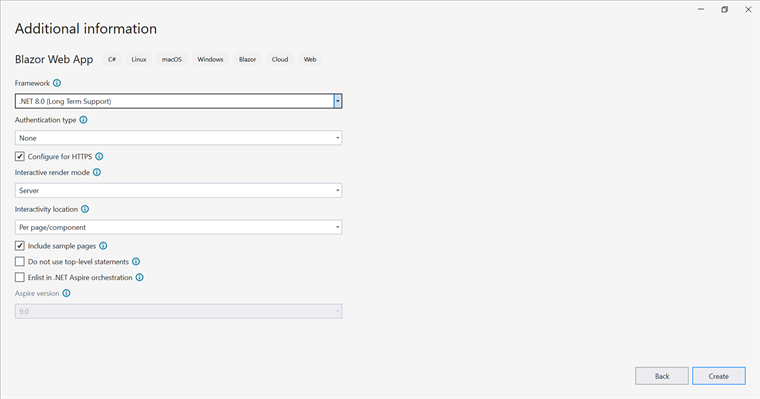 Additional information
Blazor Web App C# Linux macOS Windows Blazor Cloud Web
Framework
.NET 8.0 (Long Term Support)
Authentication type
None
Configure for HTTPS
Interactive render mode
Server
Interactivity location
Per page/component
Include sample pages
Do not use top-level statements
Enlist in .NET Aspire orchestration
Aspire version
9.0
Back Create